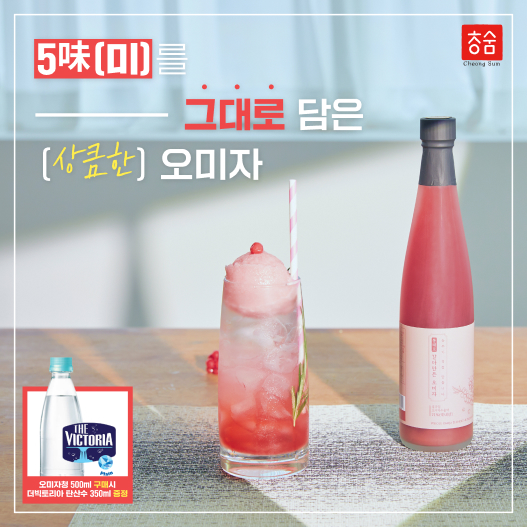 5味(미)를
그대로 담은
(상큼한) 오미자
청숨
Cheong Sum
THE
VICTORIA
Plain
오미자청 500ml 구매시
더빅토리아 탄산수 350ml 증정